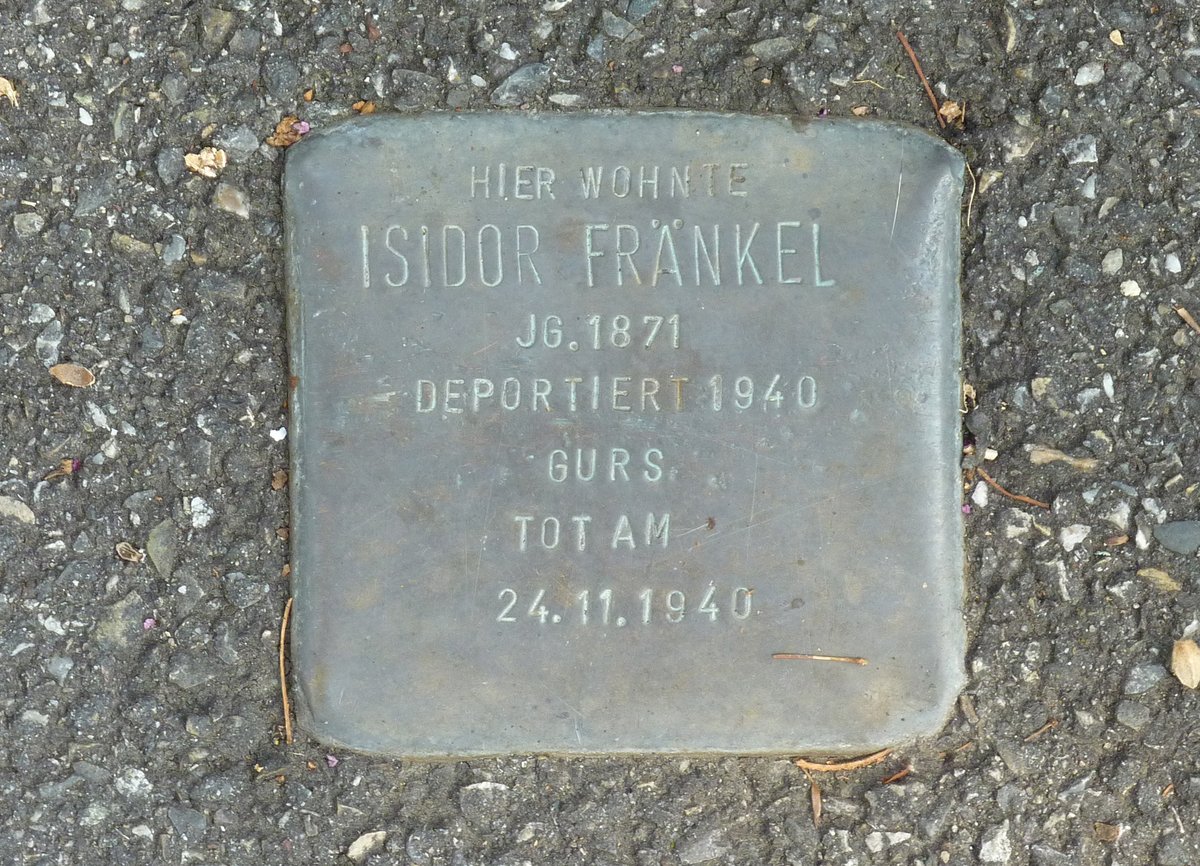 HIER WOHNTE
ISIDOR FRÄNKEL
JG. 1871
DEPORTIERT 1940
GURS
TOT AM
24.11.1940